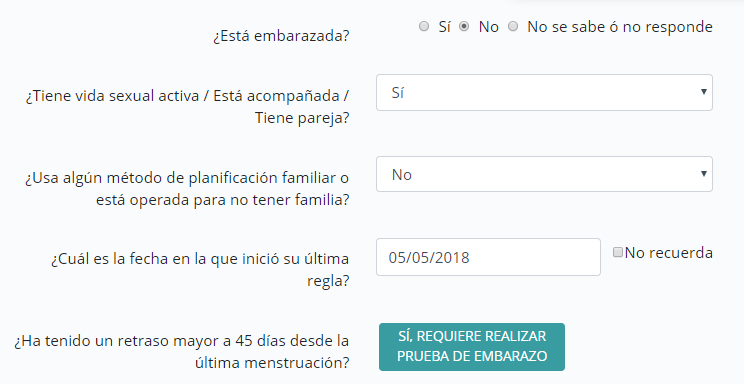 ¿Está embarazada?
Sí No No se sabe ó no responde
¿Tiene vida sexual activa / Está acompañada /
Tiene pareja?
Sí
¿Usa algún método de planificación familiar o
está operada para no tener familia?
No
¿Cuál es la fecha en la que inició su última
regla?
05/05/2018
No recuerda
¿Ha tenido un retraso mayor a 45 días desde la
última menstruación?
SÍ, REQUIERE REALIZAR
PRUEBA DE EMBARAZO